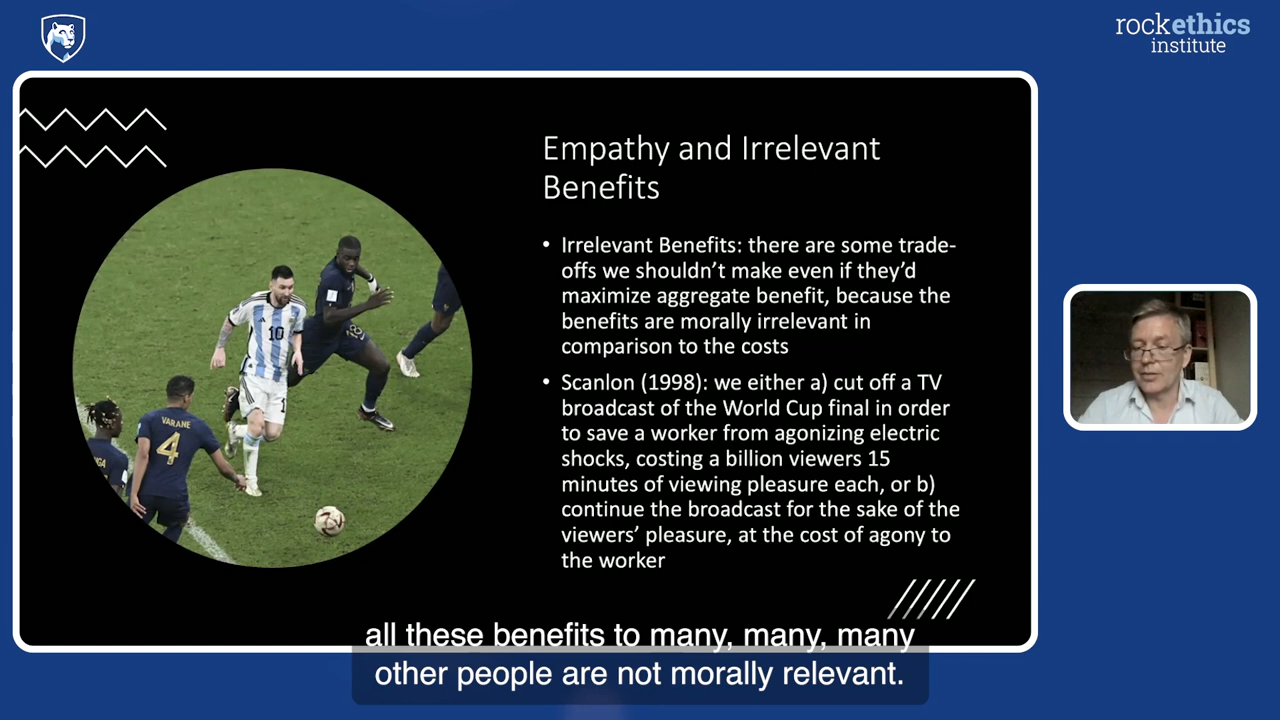 rockethics
institute
Empathy and Irrelevant
Benefits
• Irrelevant Benefits: there are some trade-
offs we shouldn't make even if they'd
maximize aggregate benefit, because the
benefits are morally irrelevant in
comparison to the costs
• Scanlon (1998): we either a) cut off a TV
broadcast of the World Cup final in order
to save a worker from agonizing electric
shocks, costing a billion viewers 15
minutes of viewing pleasure each, or b)
continue the broadcast for the sake of the
viewers' pleasure, at the cost of agony to
the worker
10
VARANE
4
all these benefits to many, many, many
other people are not morally relevant.